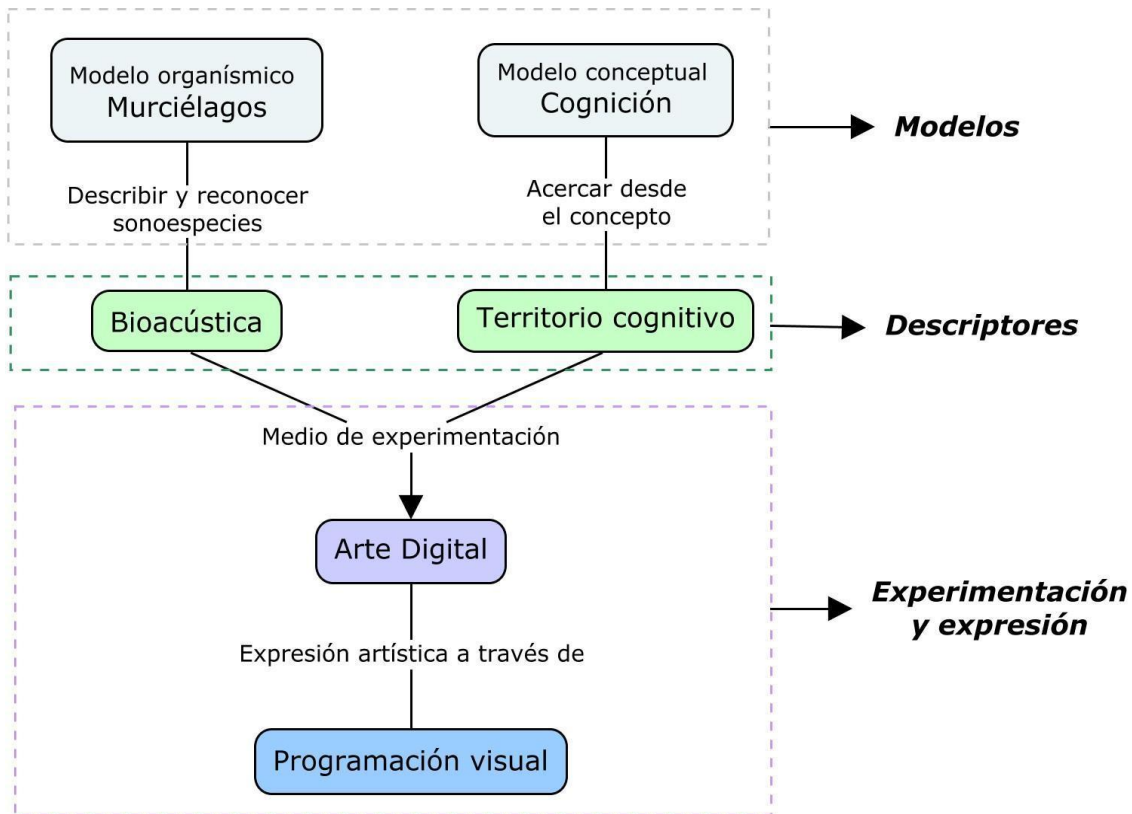 Modelo organísmico
Murciélagos
Modelo conceptual
Cognición
Modelos
Describir y reconocer
sonoespecies
Acercar desde
el concepto
Bioacústica
Territorio cognitivo
Descriptores
Medio de experimentación
Arte Digital
Experimentación
y expresión
Expresión artística a través de
Programación visual